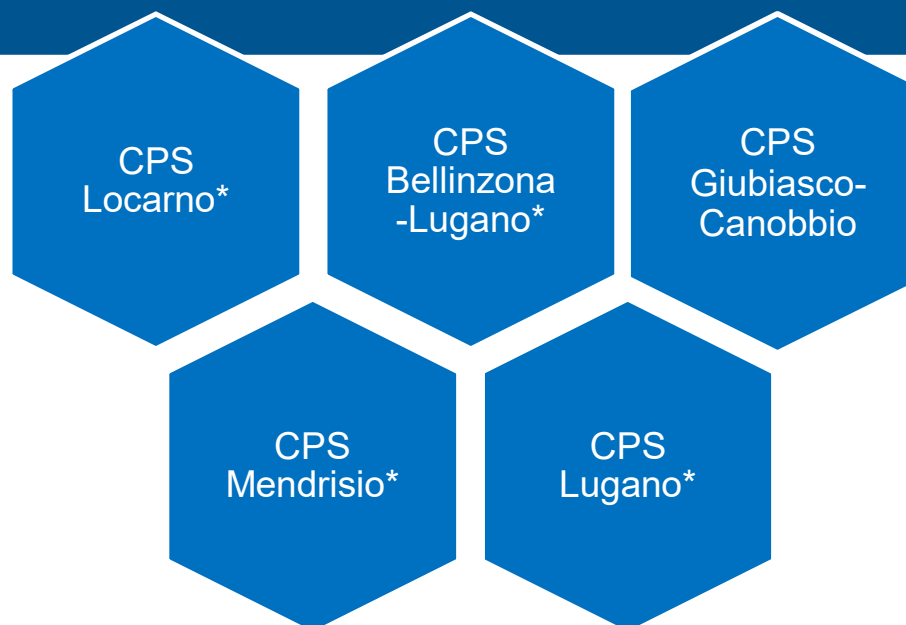 CPS
Locarno*
CPS
Bellinzona
-Lugano*
CPS
Giubiasco-
Canobbio
CPS
Mendrisio*
CPS
Lugano*